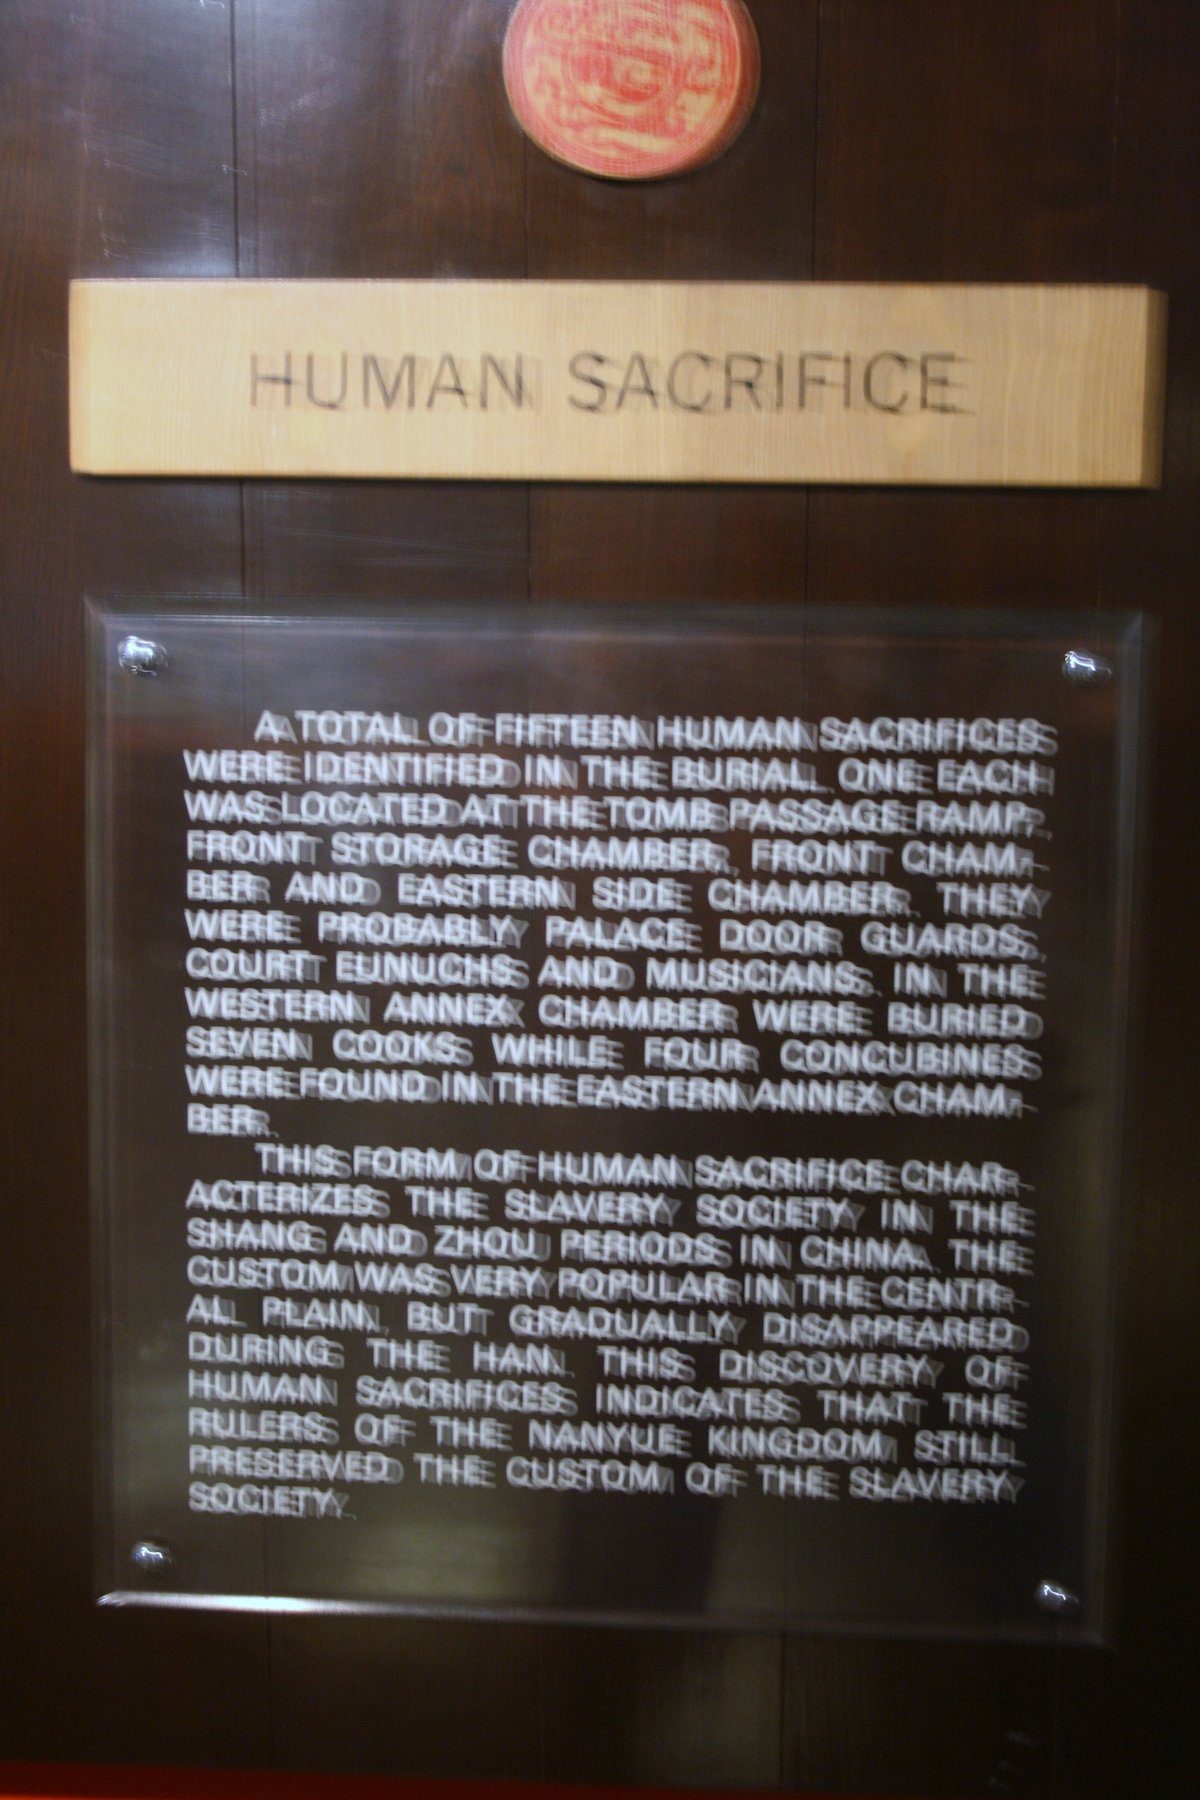 HUMAN SACRIFICE
A TOTAL OF FIFTEEN HUMAN SACRIFICES
WERE IDENTIFIED IN THE BURIAL. ONE EACH
WAS LOCATED AT THE TOMB PASSAGE RAMP,
FRONT STORAGE CHAMBER, FRONT CHAM-
BER AND EASTERN SIDE CHAMBER. THEY
WERE PROBABLY PALACE DOOR GUARDS,
COURT EUNUCHS AND MUSICIANS. IN THE
WESTERN ANNEX CHAMBER WERE BURIED
SEVEN COOKS WHILE FOUR CONCUBINES
WERE FOUND IN THE EASTERN ANNEX CHAM-
BER.
THIS FORM OF HUMAN SACRIFICE CHAR-
ACTERIZES THE SLAVERY SOCIETY IN THE
SHANG AND ZHOU PERIODS IN CHINA. THE
CUSTOM WAS VERY POPULAR IN THE CENTR-
AL PLAIN, BUT GRADUALLY DISAPPEARED
DURING THE HAN. THIS DISCOVERY OF
HUMAN SACRIFICES INDICATES THAT THE
RULERS OF THE NANYUE KINGDOM STILL
PRESERVED THE CUSTOM OF THE SLAVERY
SOCIETY.